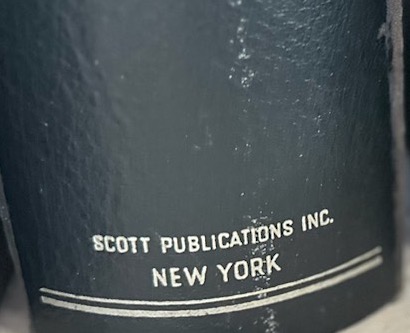 SCOTT PUBLICATIONS INC.
NEW YORK